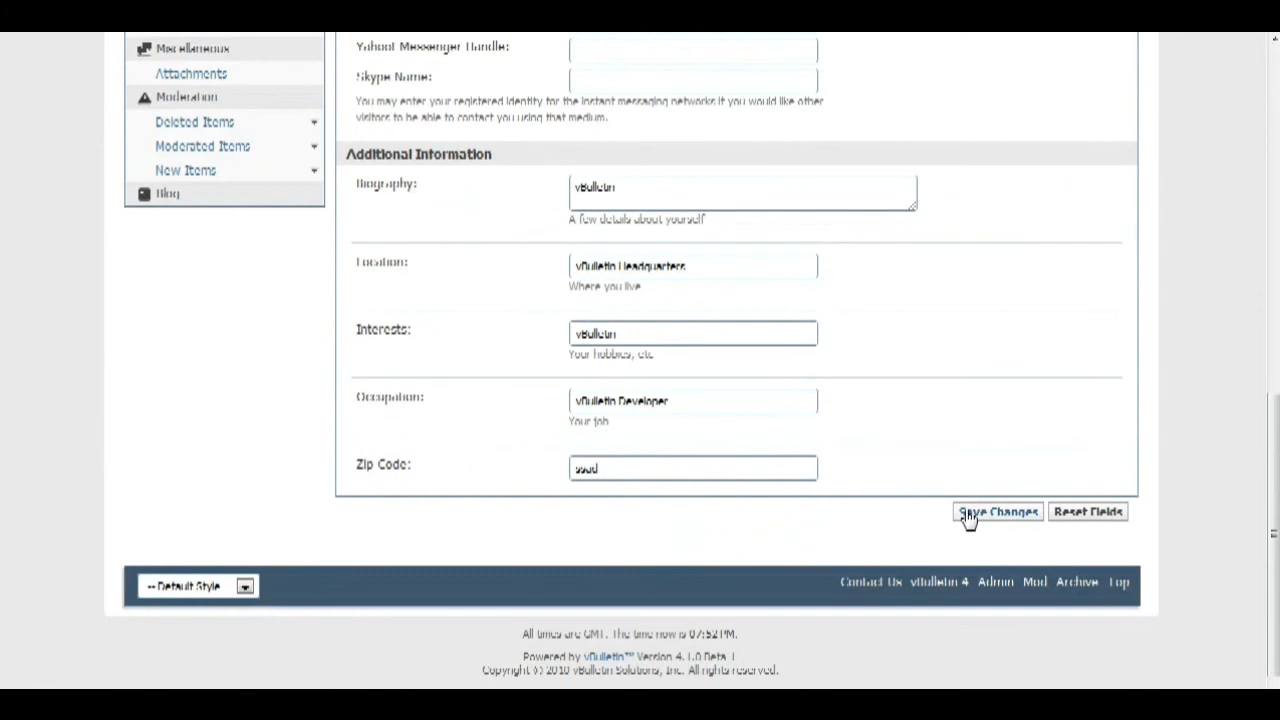 Miscellaneous
Attachments
Moderation
Deleted Items
Moderated Items
New Items
Blog
Yahoo! Messenger Handle:
Skype Name:
You may enter your registered identity for the instant messaging networks if you would like other
visitors to be able to contact you using that medium.
Additional Information
Biography:
vBulletin
A few details about yourself
Location:
vBulletin Headquarters
Where you live
Interests:
vBulletin
Your hobbies, etc
Occupation:
vBulletin Developer
Your job
Zip Code:
Save Changes Reset Fields
-- Default Style
Contact Us vBulletin 4 Admin Mod Archive Top
All times are GMT. The time now is 07:52 PM.
Powered by vBulletin™ Version 4.1.0 Beta 1
Copyright © 2010 vBulletin Solutions, Inc. All rights reserved.